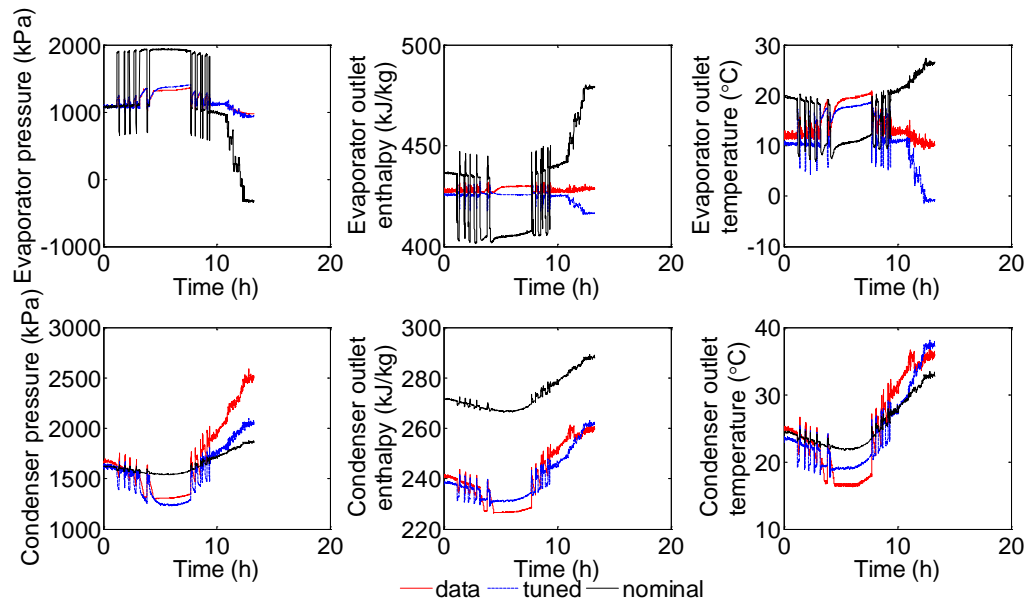 Evaporator pressure (kPa)
2000
1000
0
-1000
0 10 20
Time (h)
Evaporator outlet
enthalpy (kJ/kg)
500
450
400
0 10 20
Time (h)
Evaporator outlet
temperature (°C)
30
20
10
0
-10
0 10 20
Time (h)
Condenser pressure (kPa)
3000
2500
2000
1500
1000
0 10 20
Time (h)
Condenser outlet
enthalpy (kJ/kg)
300
280
260
240
220
0 10 20
Time (h)
Condenser outlet
temperature (°C)
40
30
20
10
0 10 20
Time (h)
data tuned nominal